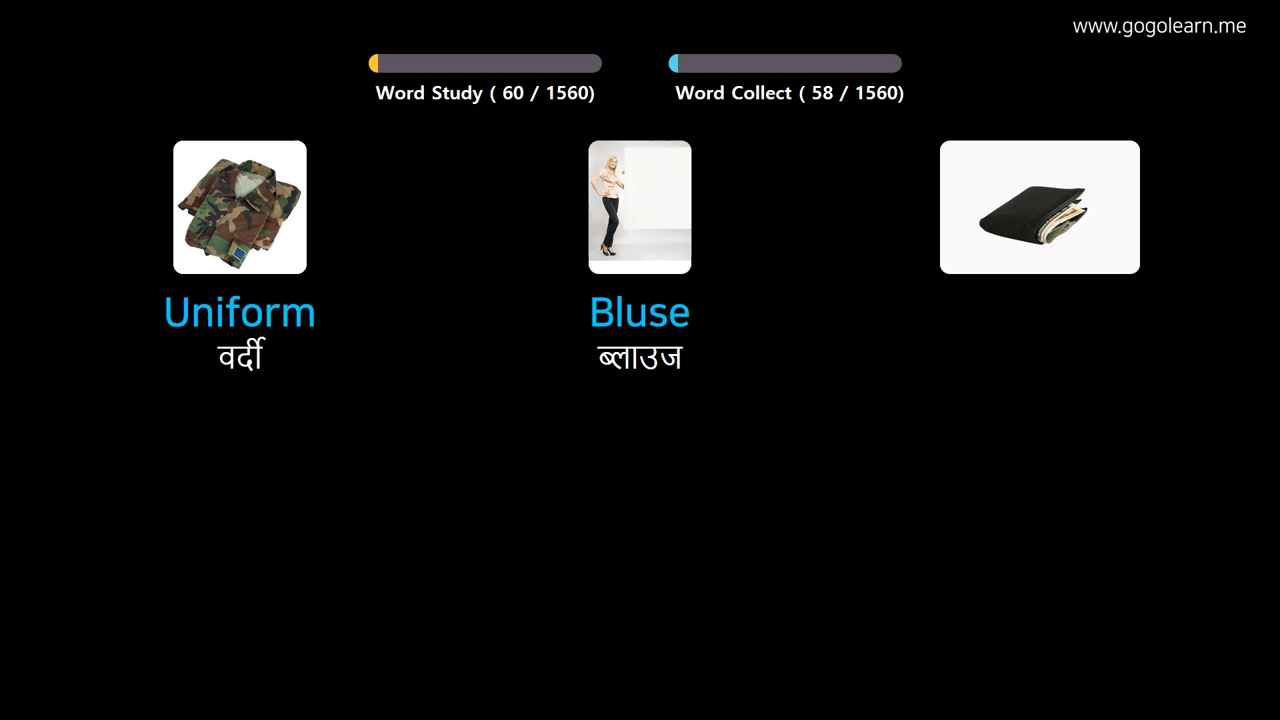 www.gogolearn.me
Word Study ( 60 / 1560)
Word Collect ( 58 / 1560)
Uniform
वर्दी
Bluse
ब्लाउज